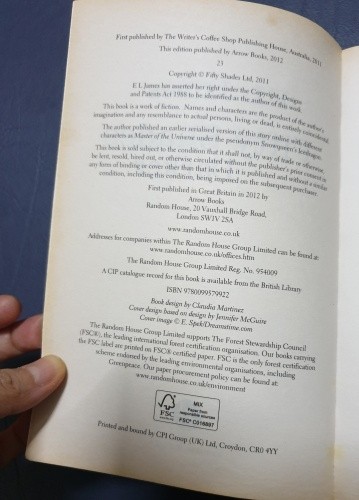 First published by The Writer's Coffee Shop Publishing House, Australia, 2011
This edition published by Arrow Books, 2012
23
Copyright © Fifty Shades Ltd, 2011
E L James has asserted her right under the Copyright, Designs
and Patents Act 1988 to be identified as the author of this work.
This book is a work of fiction. Names and characters are the product of the author's
imagination and any resemblance to actual persons, living or dead, is entirely coincidental.
The author published an earlier serialised version of this story online with different
characters as Master of the Universe under the pseudonym Snowqueen's Icedragon.
This book is sold subject to the condition that it shall not, by way of trade or otherwise,
be lent, resold, hired out, or otherwise circulated without the publisher's prior consent in
any form of binding or cover other than that in which it is published and without a similar
condition, including this condition, being imposed on the subsequent purchaser.
First published in Great Britain in 2012 by
Arrow Books
Random House, 20 Vauxhall Bridge Road,
London SW1V 2SA
www.randomhouse.co.uk
Addresses for companies within The Random House Group Limited can be found at:
www.randomhouse.co.uk/offices.htm
The Random House Group Limited Reg. No. 954009
A CIP catalogue record for this book is available from the British Library
ISBN 9780099579922
Book design by Claudia Martinez
Cover design based on design by Jennifer McGuire
Cover image © E. Spek/Dreamstime.com
The Random House Group Limited supports The Forest Stewardship Council
(FSC®), the leading international forest certification organisation. Our books carrying
the FSC label are printed on FSC® certified paper. FSC is the only forest certification
scheme endorsed by the leading environmental organisations, including
Greenpeace. Our paper procurement policy can be found at:
www.randomhouse.co.uk/environment
FSC
MIX
Paper from
responsible sources
FSC® C016897
Printed and bound by CPI Group (UK) Ltd, Croydon, CR0 4YY